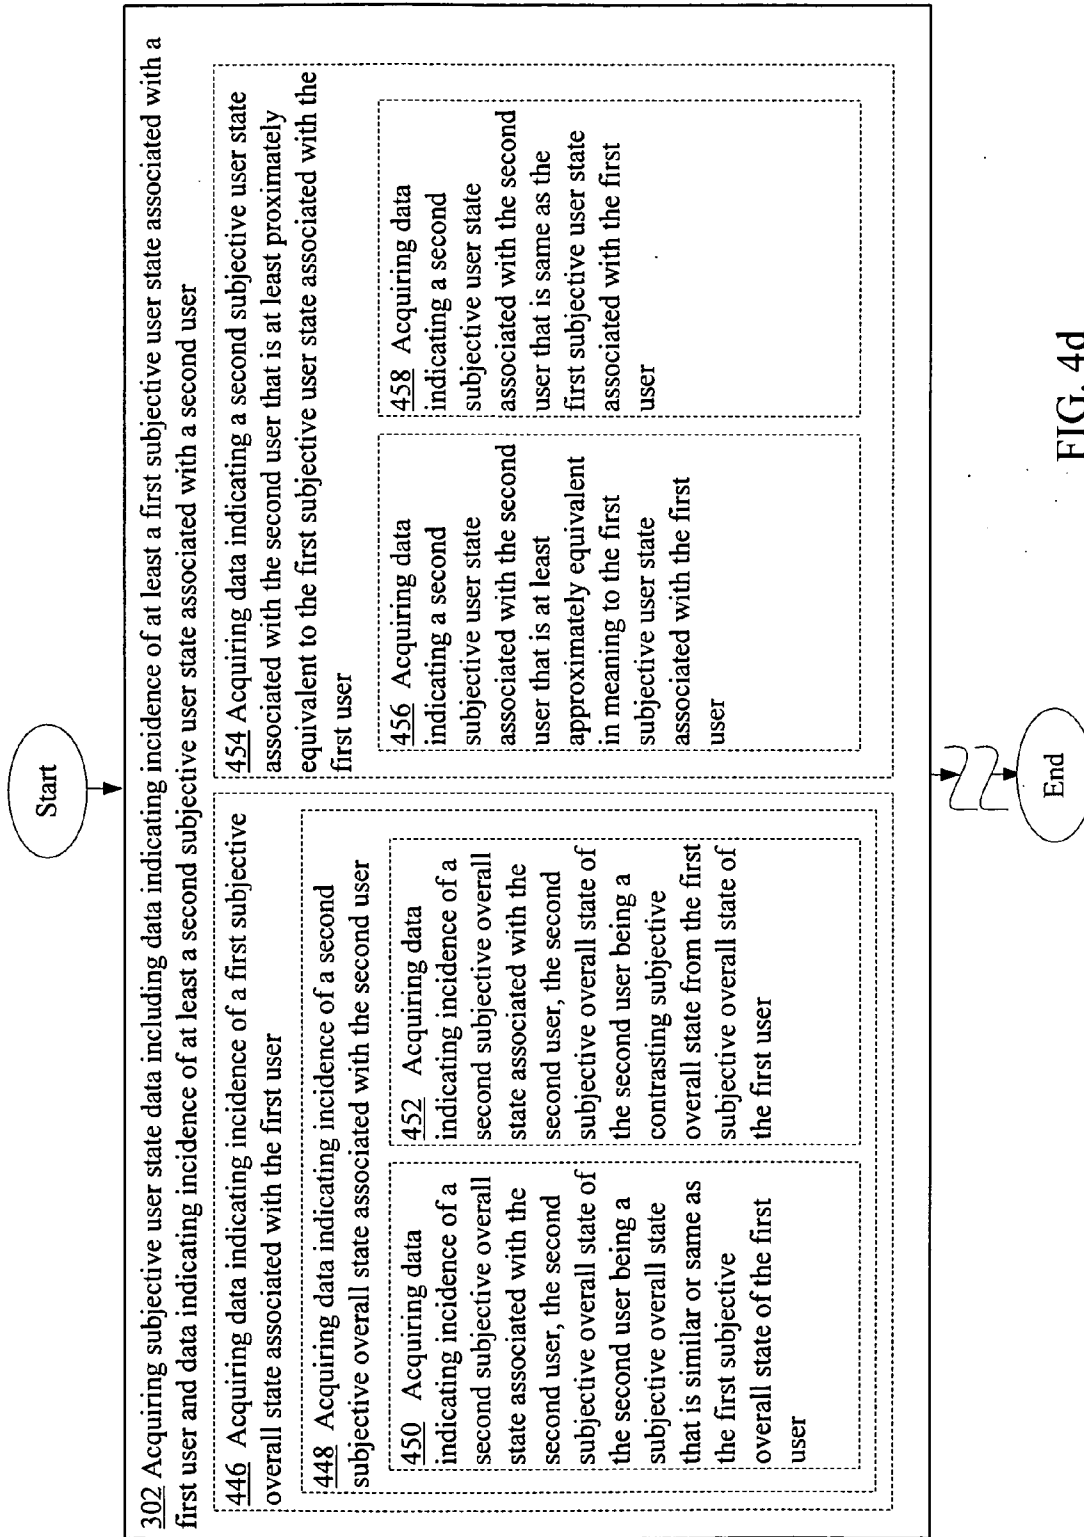 Start
302 Acquiring subjective user state data including data indicating incidence of at least a first subjective user state associated with a
first user and data indicating incidence of at least a second subjective user state associated with a second user
446 Acquiring data indicating incidence of a first subjective
overall state associated with the first user
448 Acquiring data indicating incidence of a second
subjective overall state associated with the second user
450 Acquiring data
indicating incidence of a
second subjective overall
state associated with the
second user, the second
subjective overall state of
the second user being a
subjective overall state
that is similar or same as
the first subjective
overall state of the first
user
452 Acquiring data
indicating incidence of a
second subjective overall
state associated with the
second user, the second
subjective overall state of
the second user being a
contrasting subjective
overall state from the first
subjective overall state of
the first user
454 Acquiring data indicating a second subjective user state
associated with the second user that is at least proximately
equivalent to the first subjective user state associated with the
first user
456 Acquiring data
indicating a second
subjective user state
associated with the second
user that is at least
approximately equivalent
in meaning to the first
subjective user state
associated with the first
user
458 Acquiring data
indicating a second
subjective user state
associated with the second
user that is same as the
first subjective user state
associated with the first
user
End
FIG. 4d